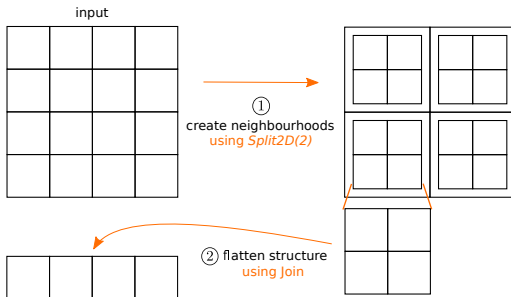 input
1
create neighbourhoods
using Split2D(2)
2 flatten structure
using Join